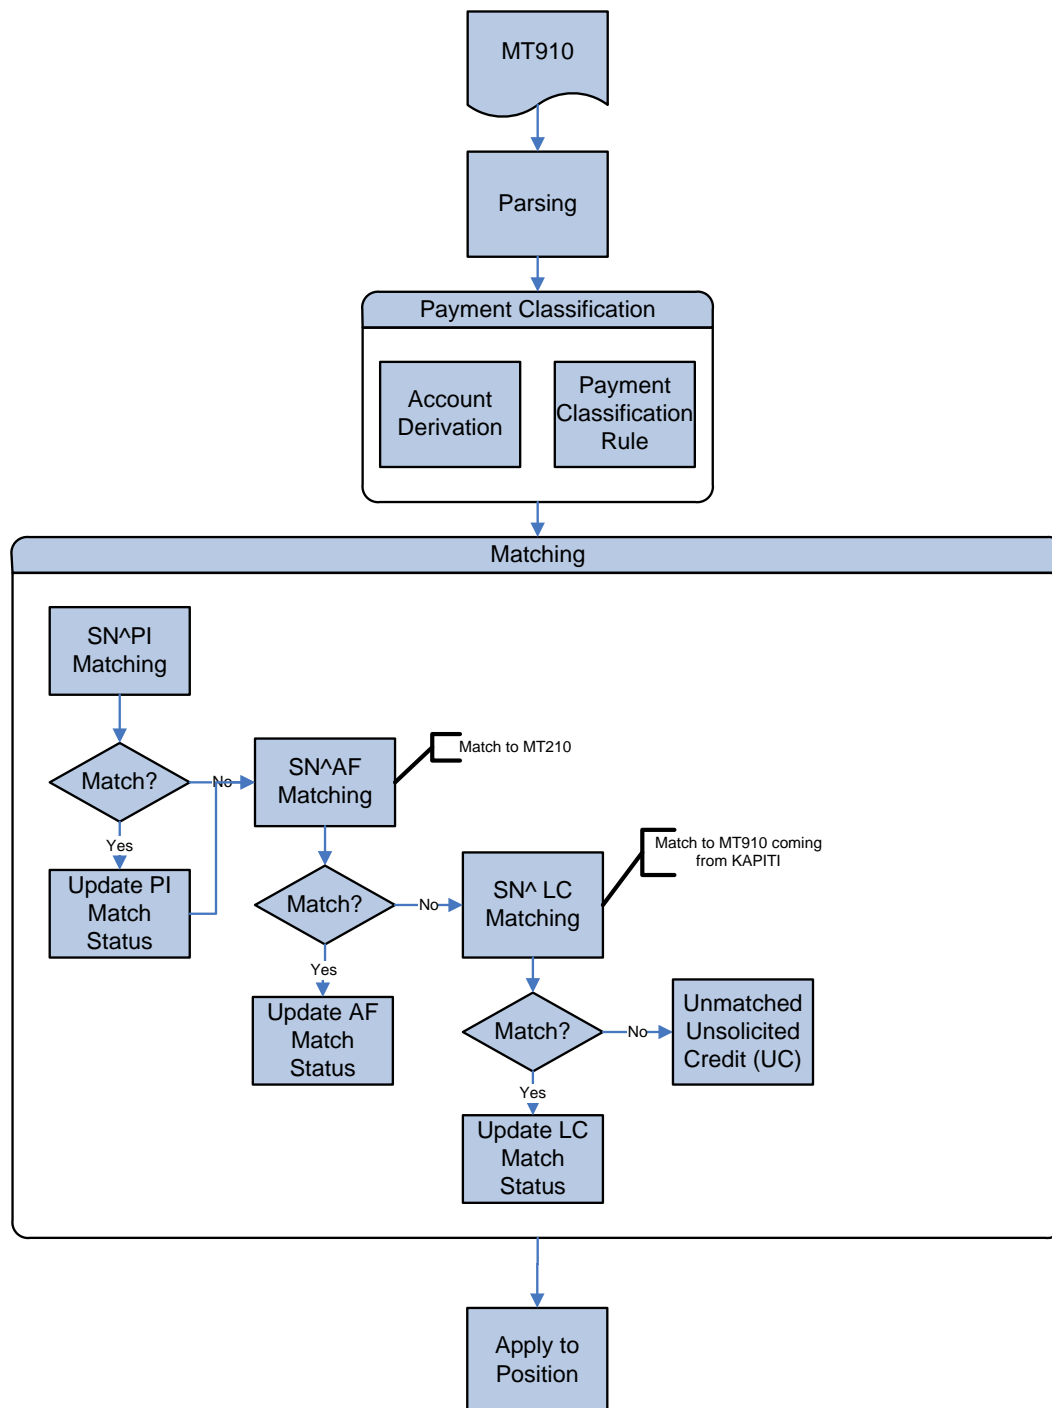 MT910
Parsing
Payment Classification
Account
Derivation
Payment
Classification
Rule
Matching
SN^PI
Matching
Match?
No
Yes
Update PI
Match
Status
SN^AF
Matching
Match to MT210
Match?
No
Yes
Update AF
Match
Status
SN^ LC
Matching
Match to MT910 coming
from KAPITI
Match?
No
Yes
Unmatched
Unsolicited
Credit (UC)
Update LC
Match
Status
Apply to
Position